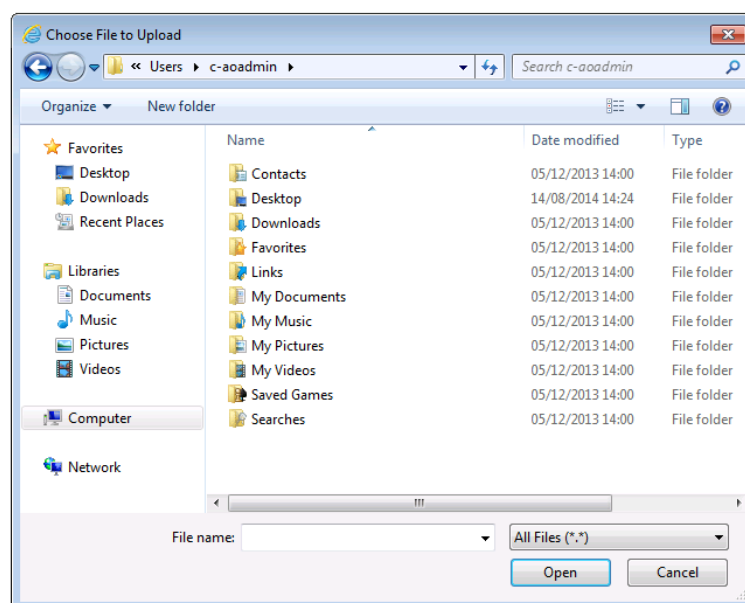 Choose File to Upload
« Users ▸ c-aoadmin ▸
Search c-aoadmin
Organize ▾ New folder
Name Date modified Type
Favorites
Desktop
Downloads
Recent Places
Libraries
Documents
Music
Pictures
Videos
Computer
Network
Contacts 05/12/2013 14:00 File folder
Desktop 14/08/2014 14:24 File folder
Downloads 05/12/2013 14:00 File folder
Favorites 05/12/2013 14:00 File folder
Links 05/12/2013 14:00 File folder
My Documents 05/12/2013 14:00 File folder
My Music 05/12/2013 14:00 File folder
My Pictures 05/12/2013 14:00 File folder
My Videos 05/12/2013 14:00 File folder
Saved Games 05/12/2013 14:00 File folder
Searches 05/12/2013 14:00 File folder
File name:
All Files (*.*)
Open Cancel